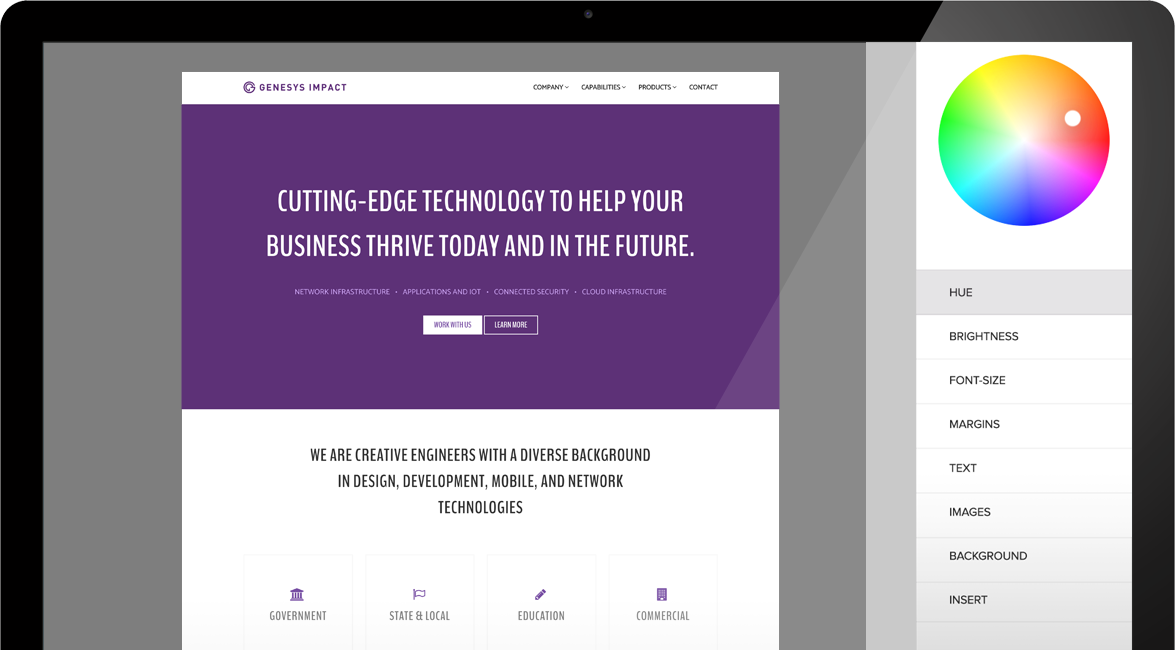 GENESYS IMPACT
COMPANY CAPABILITIES PRODUCTS CONTACT
CUTTING-EDGE TECHNOLOGY TO HELP YOUR
BUSINESS THRIVE TODAY AND IN THE FUTURE.
NETWORK INFRASTRUCTURE • APPLICATIONS AND IOT • CONNECTED SECURITY • CLOUD INFRASTRUCTURE
WORK WITH US LEARN MORE
WE ARE CREATIVE ENGINEERS WITH A DIVERSE BACKGROUND
IN DESIGN, DEVELOPMENT, MOBILE, AND NETWORK
TECHNOLOGIES
GOVERNMENT STATE & LOCAL EDUCATION COMMERCIAL
HUE
BRIGHTNESS
FONT-SIZE
MARGINS
TEXT
IMAGES
BACKGROUND
INSERT